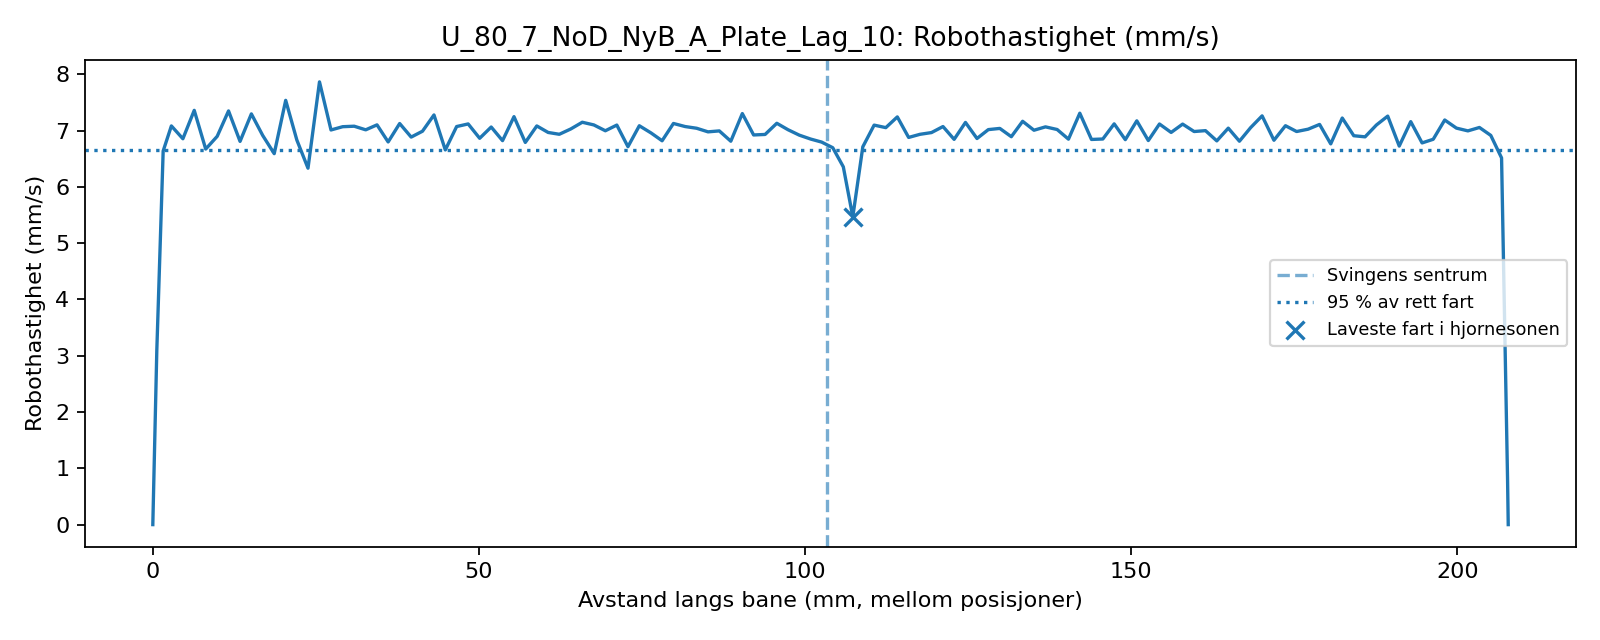 U_80_7_NoD_NyB_A_Plate_Lag_10: Robothastighet (mm/s)
Robothastighet (mm/s)
8
7
6
5
4
3
2
1
0
Svingens sentrum
95 % av rett fart
Laveste fart i hjornesonen
0 50 100 150 200
Avstand langs bane (mm, mellom posisjoner)